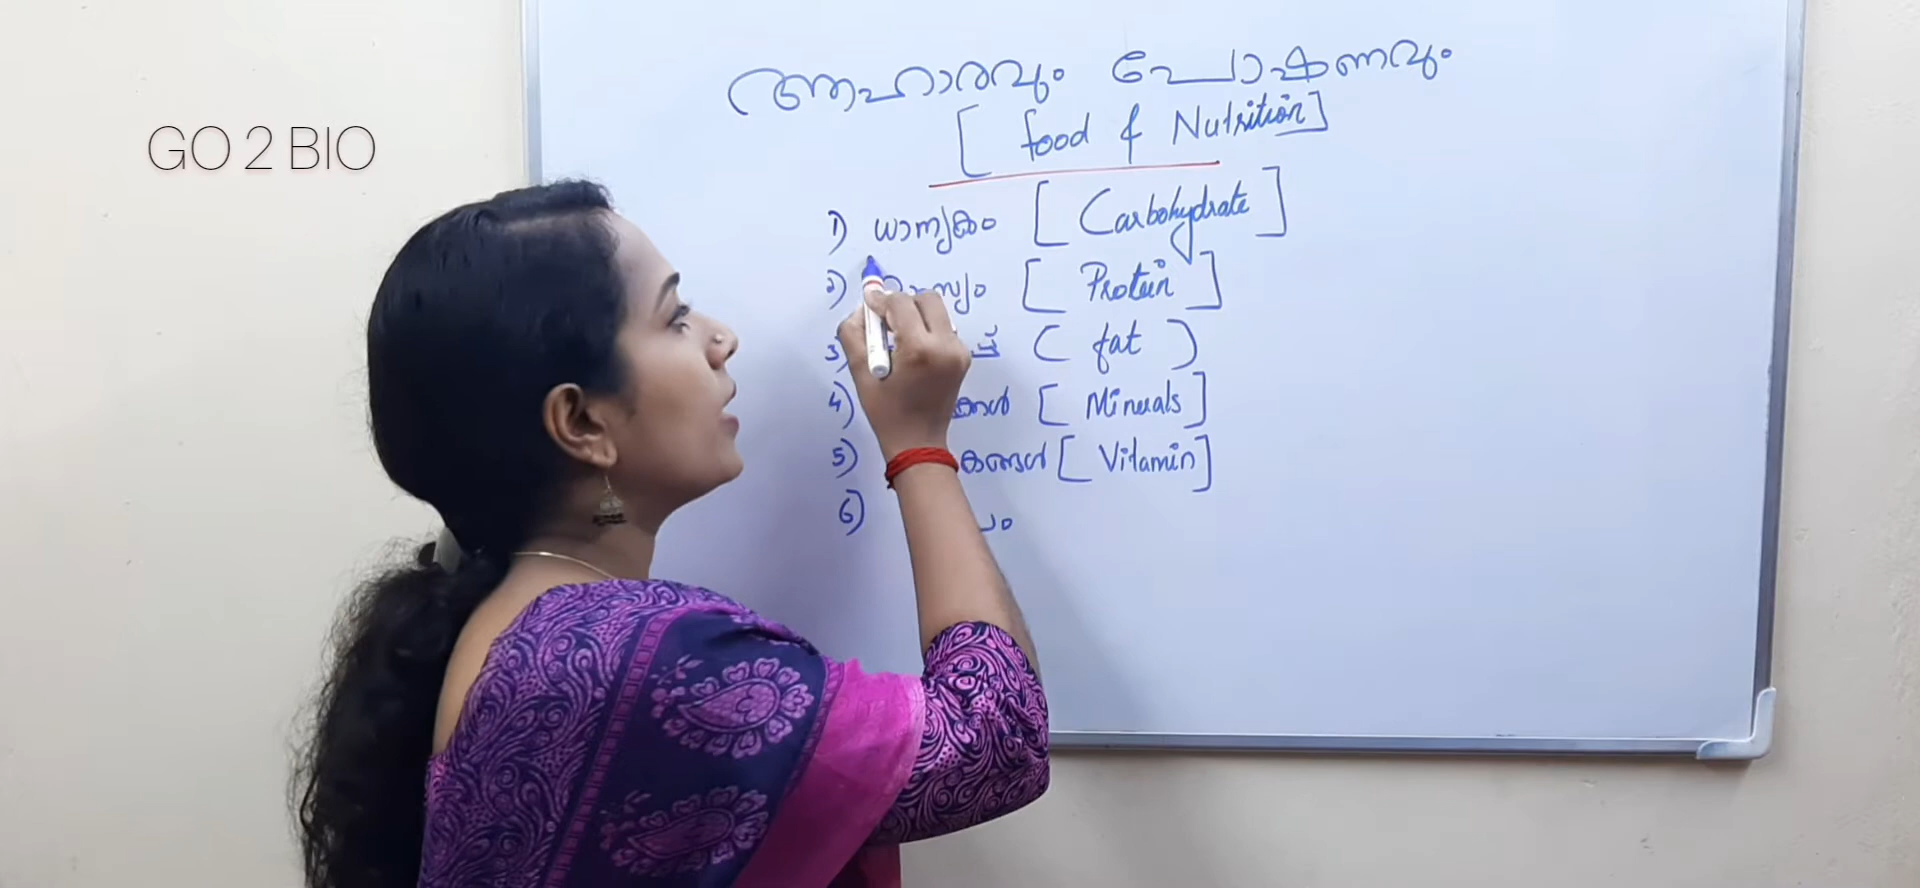 GO 2 BIO
ആഹാരവും പോഷണവും
[ food & Nutrition]
1) ധാന്യകം [ Carbohydrate ]
2) [ Protein ]
3) ( fat )
4) [ Minerals ]
5) [ Vitamin ]
6)